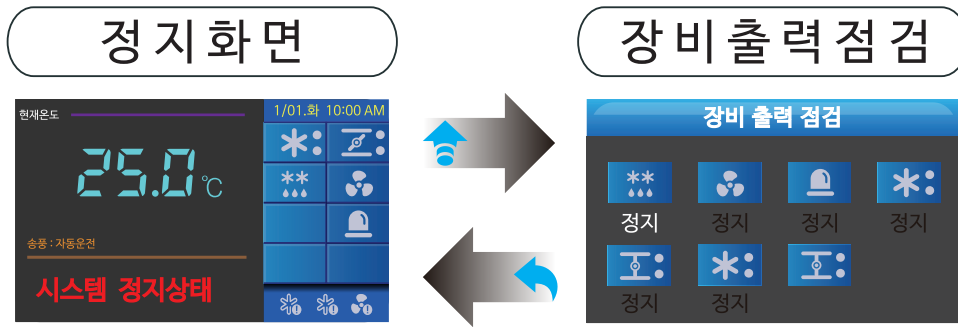 정지화면
장비출력점검
현재온도
1/01.화 10:00 AM
25.0℃
송풍 : 자동운전
시스템 정지상태
장비 출력 점검
정지 정지 정지 정지
정지 정지